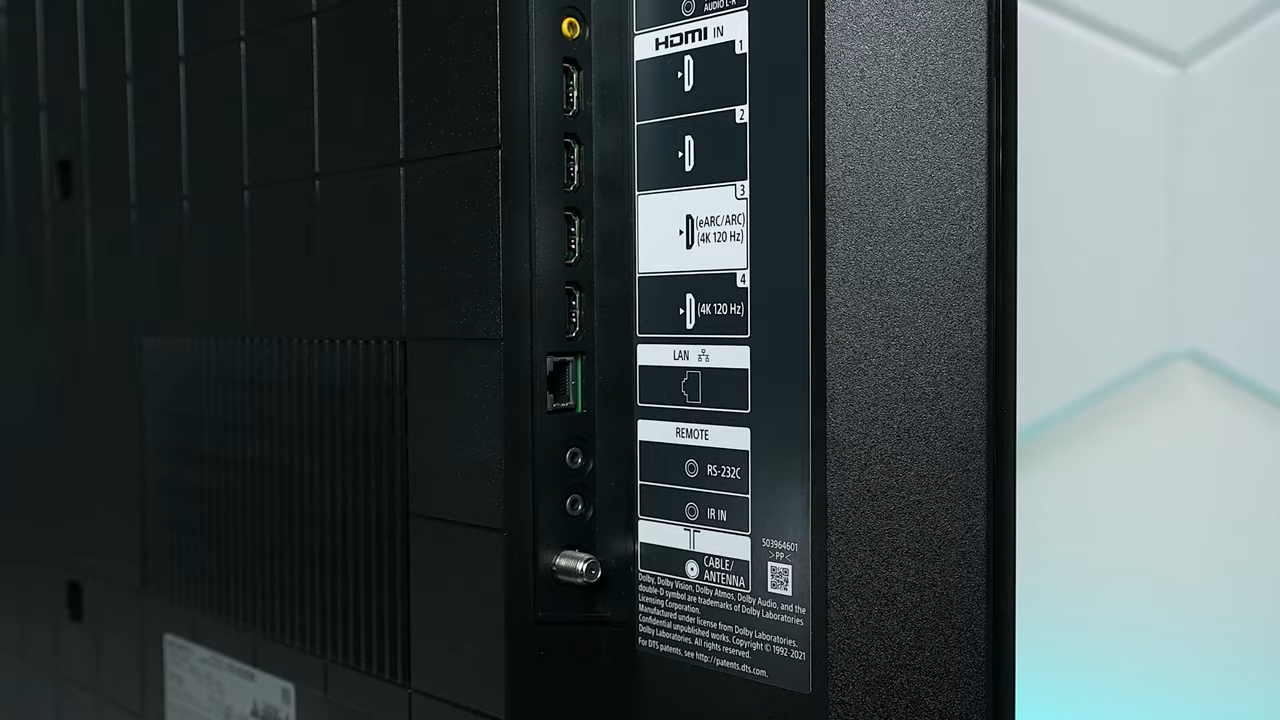 AUDIO L-R
HDMI IN
1
2
3
(eARC/ARC)
(4K 120 Hz)
4
(4K 120 Hz)
LAN
REMOTE
RS-232C
IR IN
CABLE/
ANTENNA
503964601
>PP<
Dolby, Dolby Vision, Dolby Atmos, Dolby Audio, and the
double-D symbol are trademarks of Dolby Laboratories
Licensing Corporation.
Manufactured under license from Dolby Laboratories.
Confidential unpublished works. Copyright © 1992-2021
Dolby Laboratories. All rights reserved.
For DTS patents, see http://patents.dts.com.